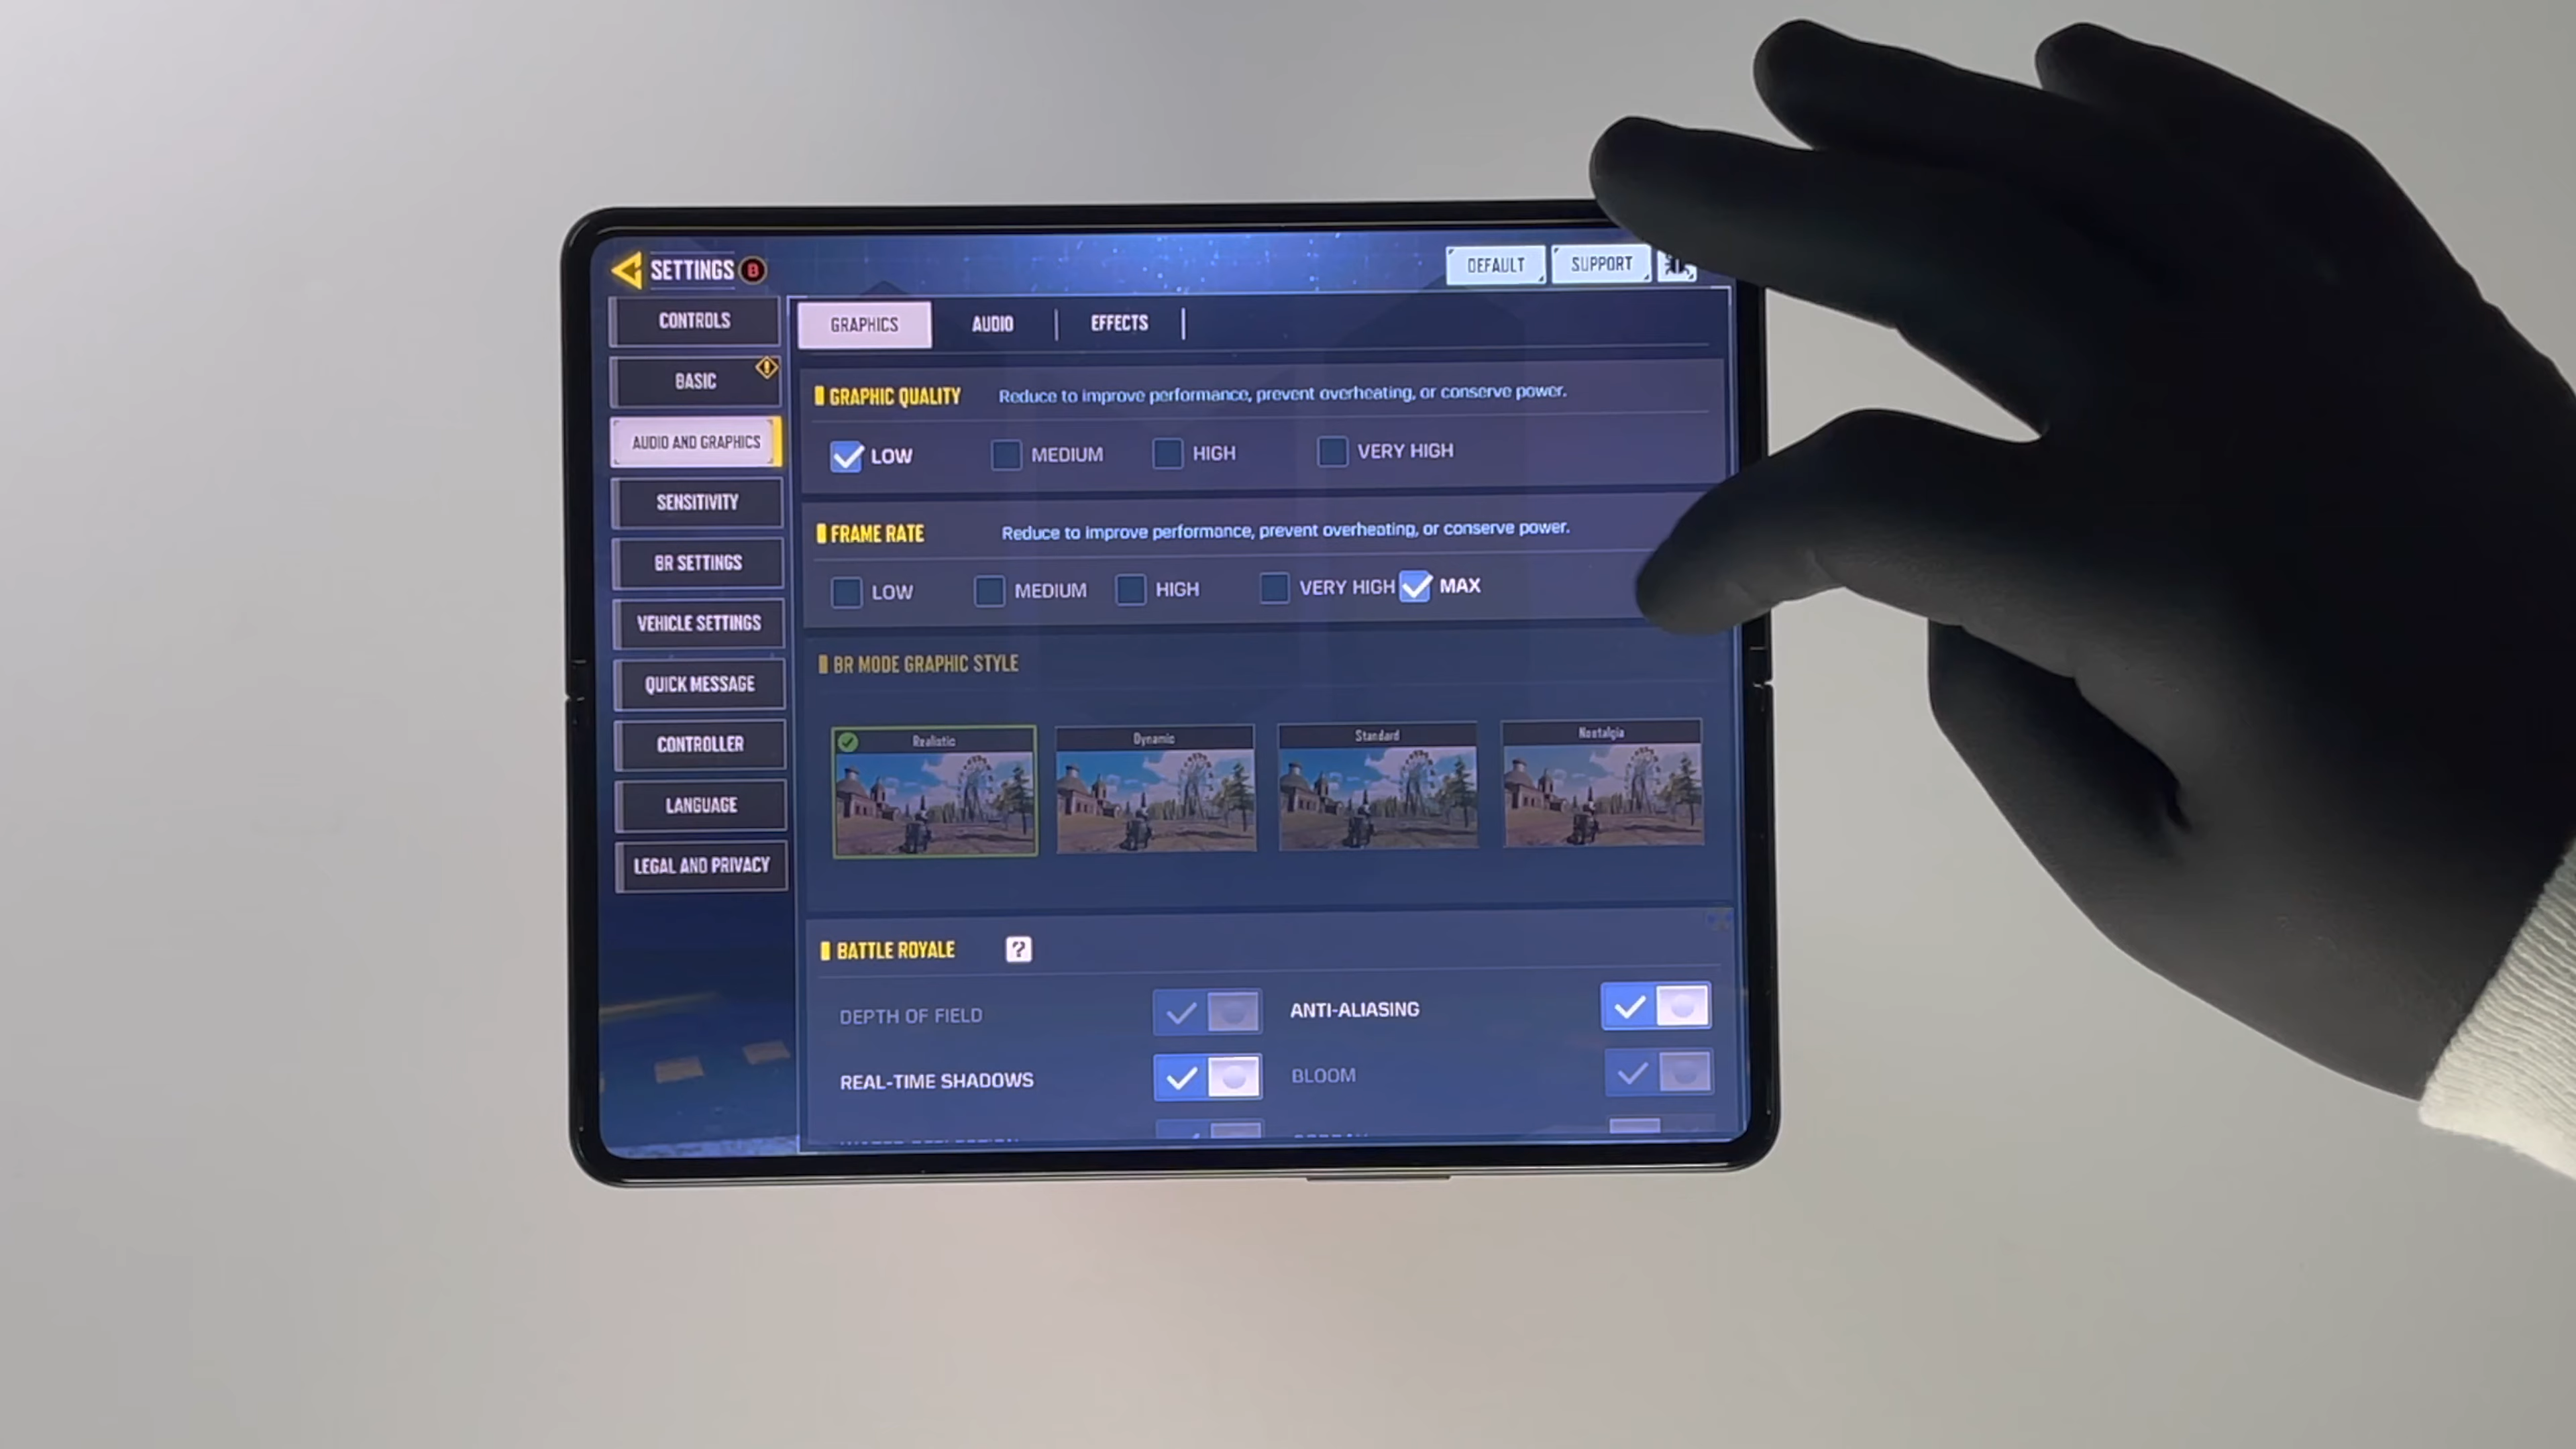 SETTINGS B
DEFAULT
SUPPORT
CONTROLS
BASIC
AUDIO AND GRAPHICS
SENSITIVITY
BR SETTINGS
VEHICLE SETTINGS
QUICK MESSAGE
CONTROLLER
LANGUAGE
LEGAL AND PRIVACY
GRAPHICS AUDIO EFFECTS
GRAPHIC QUALITY Reduce to improve performance, prevent overheating, or conserve power.
LOW MEDIUM HIGH VERY HIGH
FRAME RATE Reduce to improve performance, prevent overheating, or conserve power.
LOW MEDIUM HIGH VERY HIGH MAX
BR MODE GRAPHIC STYLE
Realistic Dynamic Standard Nostalgia
BATTLE ROYALE ?
DEPTH OF FIELD ANTI-ALIASING
REAL-TIME SHADOWS BLOOM